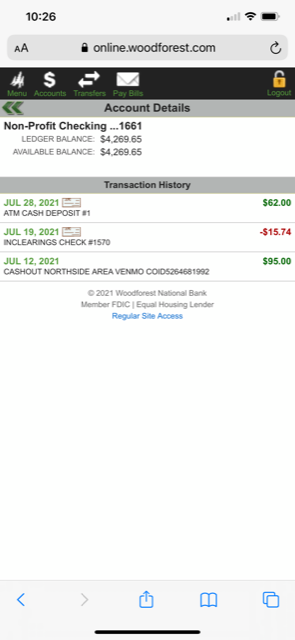 10:26
AA
online.woodforest.com
Menu Accounts Transfers Pay Bills Logout
Account Details
Non-Profit Checking ...1661
LEDGER BALANCE: $4,269.65
AVAILABLE BALANCE: $4,269.65
Transaction History
JUL 28, 2021 $62.00
ATM CASH DEPOSIT #1
JUL 19, 2021 -$15.74
INCLEARINGS CHECK #1570
JUL 12, 2021 $95.00
CASHOUT NORTHSIDE AREA VENMO COID5264681992
© 2021 Woodforest National Bank
Member FDIC | Equal Housing Lender
Regular Site Access